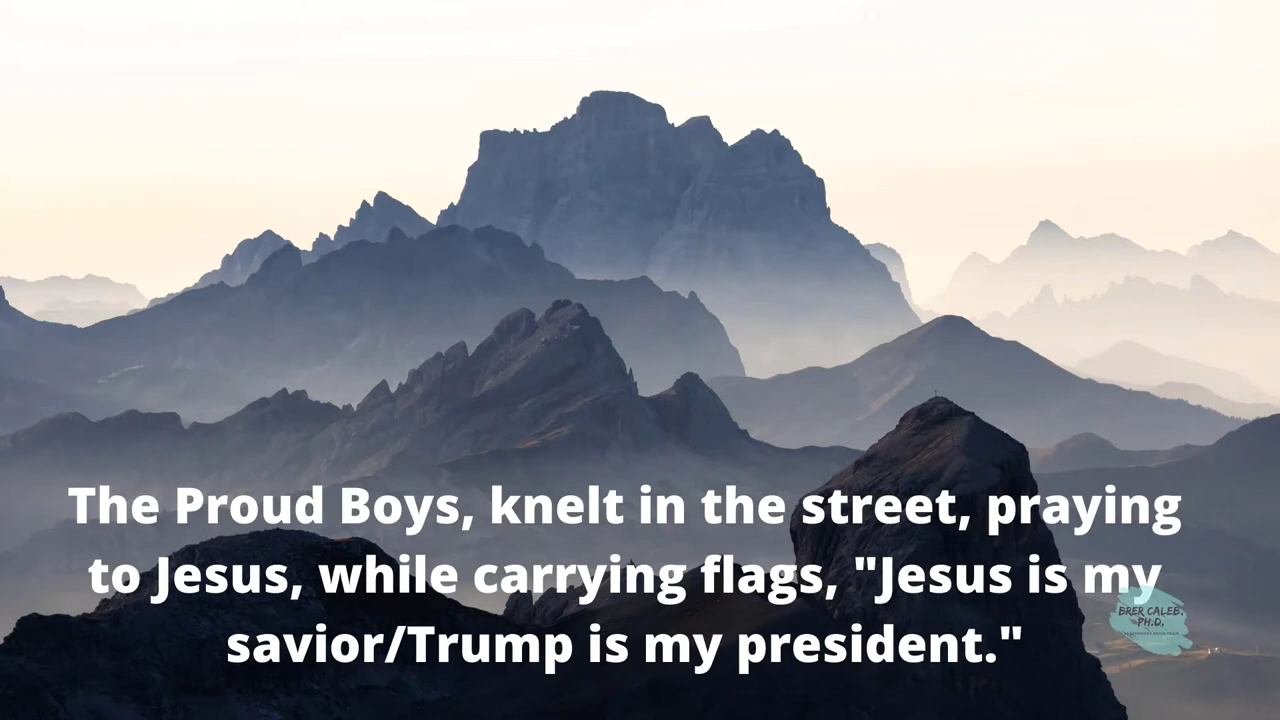 The Proud Boys, knelt in the street, praying
to Jesus, while carrying flags, "Jesus is my
savior/Trump is my president."
BRER CALEB,
PH.D.